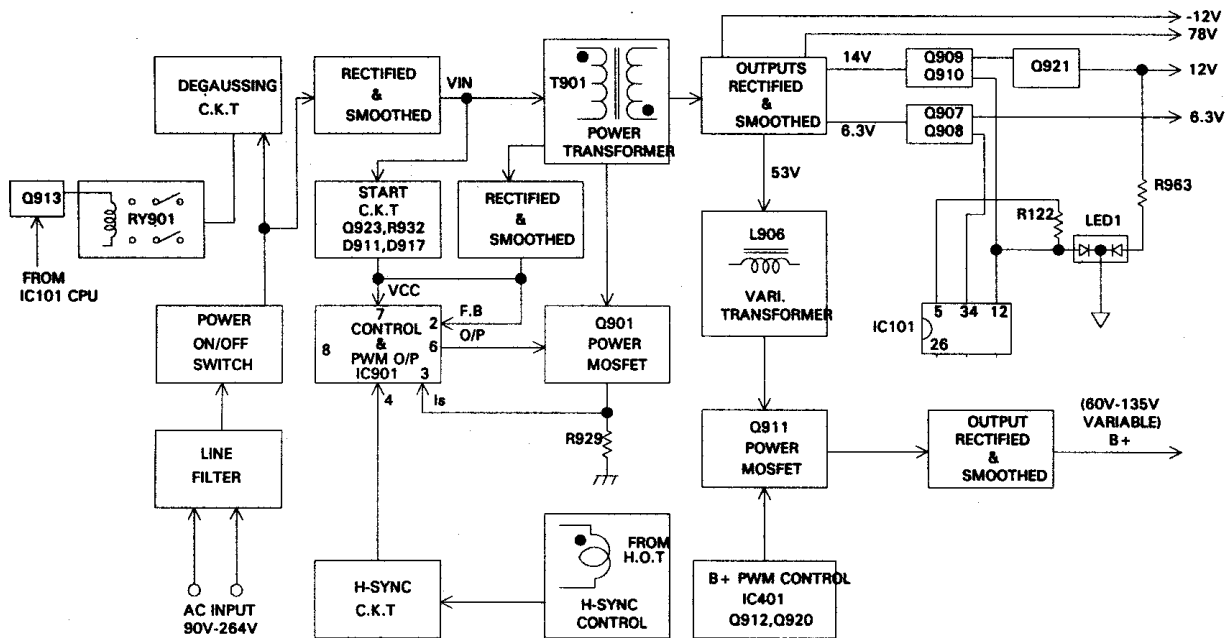 -12V
78V
DEGAUSSING
C.K.T
RECTIFIED
&
SMOOTHED
VIN
T901
POWER
TRANSFORMER
OUTPUTS
RECTIFIED
&
SMOOTHED
14V
Q909
Q910
Q921
12V
6.3V
Q907
Q908
6.3V
53V
Q913
RY901
FROM
IC101 CPU
START
C.K.T
Q923,R932
D911,D917
RECTIFIED
&
SMOOTHED
L906
VARI.
TRANSFORMER
R963
R122
LED1
5
34
12
IC101
26
VCC
POWER
ON/OFF
SWITCH
7
CONTROL
&
PWM O/P
IC901
8
2
6
3
4
F.B
O/P
Is
Q901
POWER
MOSFET
R929
LINE
FILTER
Q911
POWER
MOSFET
OUTPUT
RECTIFIED
&
SMOOTHED
(60V-135V
VARIABLE)
B+
AC INPUT
90V-264V
H-SYNC
C.K.T
FROM
H.O.T
H-SYNC
CONTROL
B+ PWM CONTROL
IC401
Q912,Q920